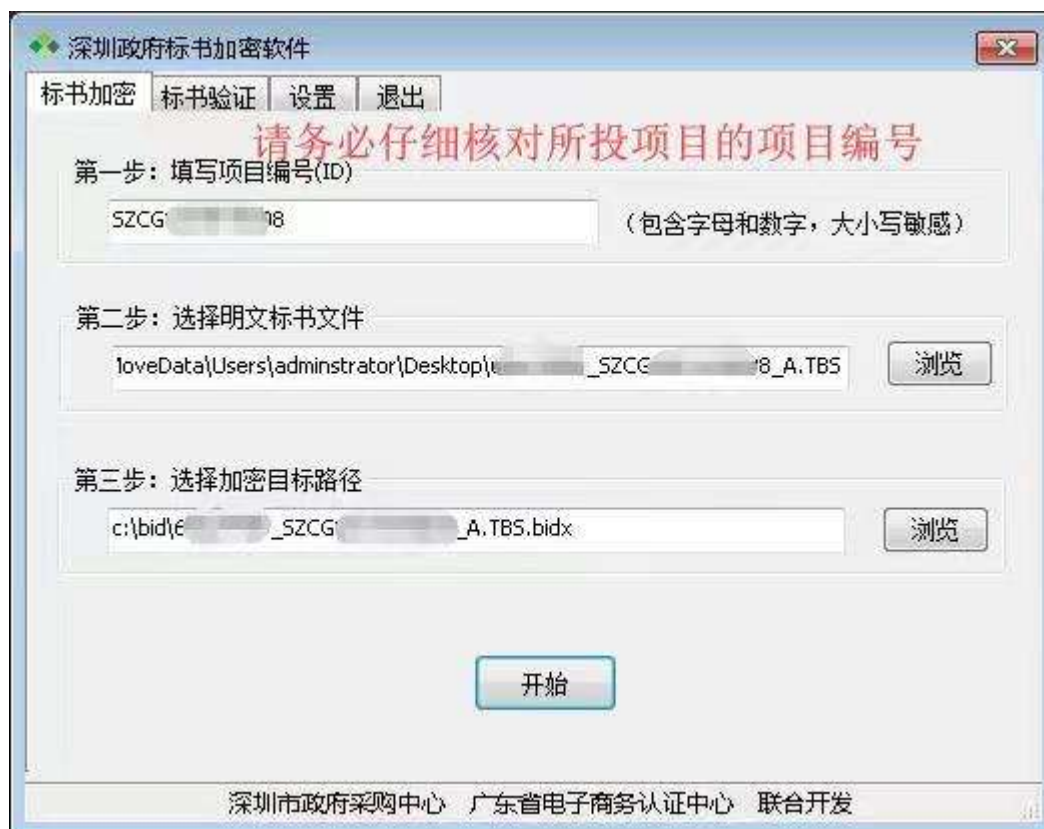 深圳政府标书加密软件
标书加密 标书验证 设置 退出
请务必仔细核对所投项目的项目编号
第一步：填写项目编号(ID)
SZCG 08 （包含字母和数字，大小写敏感）
第二步：选择明文标书文件
loveData\Users\adminstrator\Desktop\ _SZCG 8_A.TBS 浏览
第三步：选择加密目标路径
c:\bid\6 _SZCG _A.TBS.bidx 浏览
开始
深圳市政府采购中心 广东省电子商务认证中心 联合开发